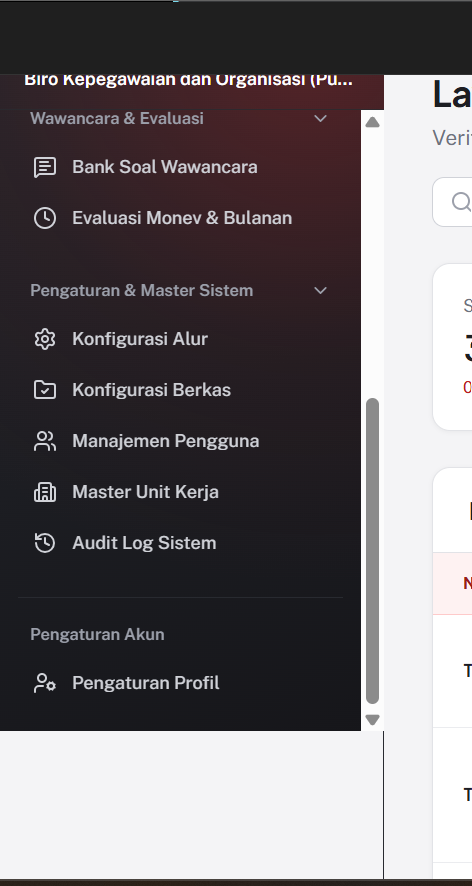 Biro Kepegawaian dan Organisasi (Pu...
La
Wawancara & Evaluasi
Veri
Bank Soal Wawancara
Evaluasi Monev & Bulanan
Pengaturan & Master Sistem
Konfigurasi Alur
Konfigurasi Berkas
Manajemen Pengguna
Master Unit Kerja
Audit Log Sistem
Pengaturan Akun
Pengaturan Profil